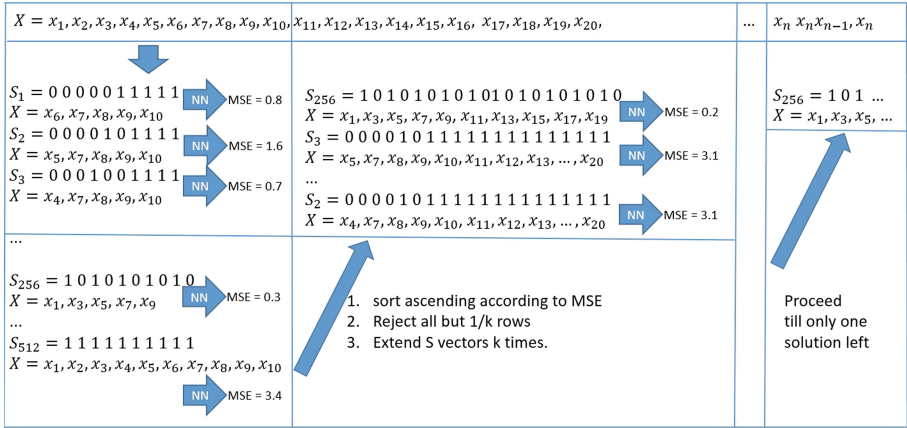 X = x₁, x₂, x₃, x₄, x₅, x₆, x₇, x₈, x₉, x₁₀, x₁₁, x₁₂, x₁₃, x₁₄, x₁₅, x₁₆, x₁₇, x₁₈, x₁₉, x₂₀, ... xₙ xₙxₙ₋₁, xₙ
S₁ = 0 0 0 0 0 1 1 1 1 1
X = x₆, x₇, x₈, x₉, x₁₀
NN MSE = 0.8
S₂ = 0 0 0 0 1 0 1 1 1 1
X = x₅, x₇, x₈, x₉, x₁₀
NN MSE = 1.6
S₃ = 0 0 0 1 0 0 1 1 1 1
X = x₄, x₇, x₈, x₉, x₁₀
NN MSE = 0.7
...
S₂₅₆ = 1 0 1 0 1 0 1 0 1 0
X = x₁, x₃, x₅, x₇, x₉
NN MSE = 0.3
...
S₅₁₂ = 1 1 1 1 1 1 1 1 1 1
X = x₁, x₂, x₃, x₄, x₅, x₆, x₇, x₈, x₉, x₁₀
NN MSE = 3.4
S₂₅₆ = 1 0 1 0 1 0 1 0 1 0 1 0 1 0 1 0 1 0 1 0
X = x₁, x₃, x₅, x₇, x₉, x₁₁, x₁₃, x₁₅, x₁₇, x₁₉
NN MSE = 0.2
S₃ = 0 0 0 0 1 0 1 1 1 1 1 1 1 1 1 1 1 1 1 1
X = x₅, x₇, x₈, x₉, x₁₀, x₁₁, x₁₂, x₁₃, ... , x₂₀
NN MSE = 3.1
...
S₂ = 0 0 0 0 1 0 1 1 1 1 1 1 1 1 1 1 1 1 1 1
X = x₄, x₇, x₈, x₉, x₁₀, x₁₁, x₁₂, x₁₃, ... , x₂₀
NN MSE = 3.1
1. sort ascending according to MSE
2. Reject all but 1/k rows
3. Extend S vectors k times.
S₂₅₆ = 1 0 1 ...
X = x₁, x₃, x₅, ...
Proceed
till only one
solution left